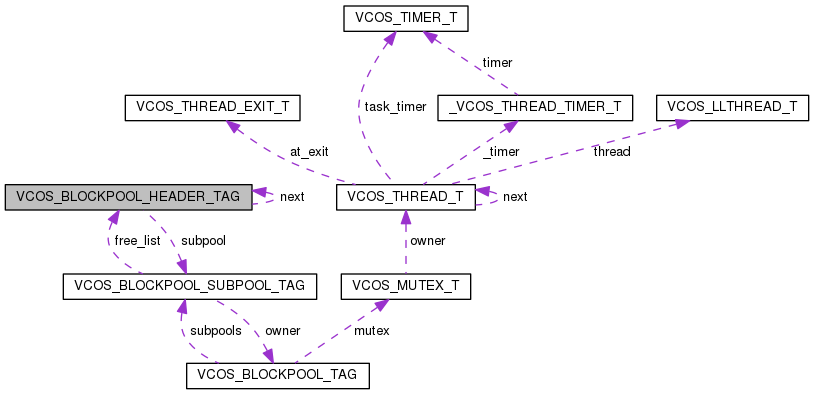 VCOS_TIMER_T
timer
VCOS_THREAD_EXIT_T
task_timer
_VCOS_THREAD_TIMER_T
VCOS_LLTHREAD_T
at_exit
_timer
thread
VCOS_BLOCKPOOL_HEADER_TAG
next
VCOS_THREAD_T
next
free_list
subpool
owner
VCOS_BLOCKPOOL_SUBPOOL_TAG
VCOS_MUTEX_T
subpools
owner
mutex
VCOS_BLOCKPOOL_TAG